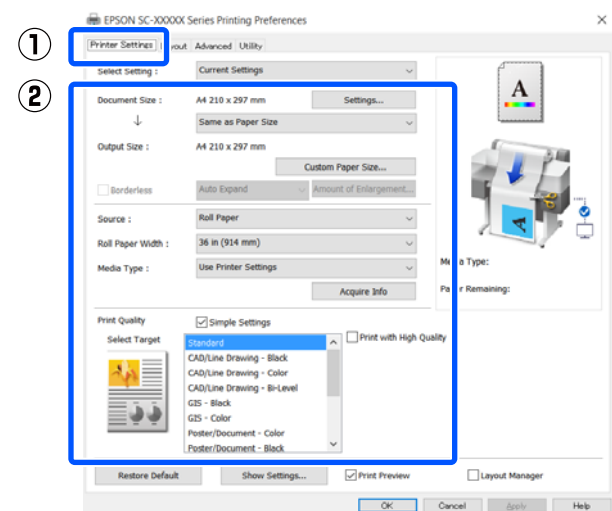 EPSON SC-XXXXX Series Printing Preferences
①
Printer Settings
Advanced
Utility
Select Setting :
Current Settings
②
Document Size :
A4 210 x 297 mm
Settings...
Same as Paper Size
Output Size :
A4 210 x 297 mm
Custom Paper Size...
Borderless
Auto Expand
Amount of Enlargement...
Source :
Roll Paper
Roll Paper Width :
36 in (914 mm)
Media Type :
Use Printer Settings
Acquire Info
A
A
Type:
Remaining:
Print Quality
Simple Settings
Select Target
Standard
CAD/Line Drawing - Black
CAD/Line Drawing - Color
CAD/Line Drawing - Bi-Level
GIS - Black
GIS - Color
Poster/Document - Color
Poster/Document - Black
Print with High Quality
Restore Default
Show Settings...
Print Preview
Layout Manager
OK
Cancel
Apply
Help